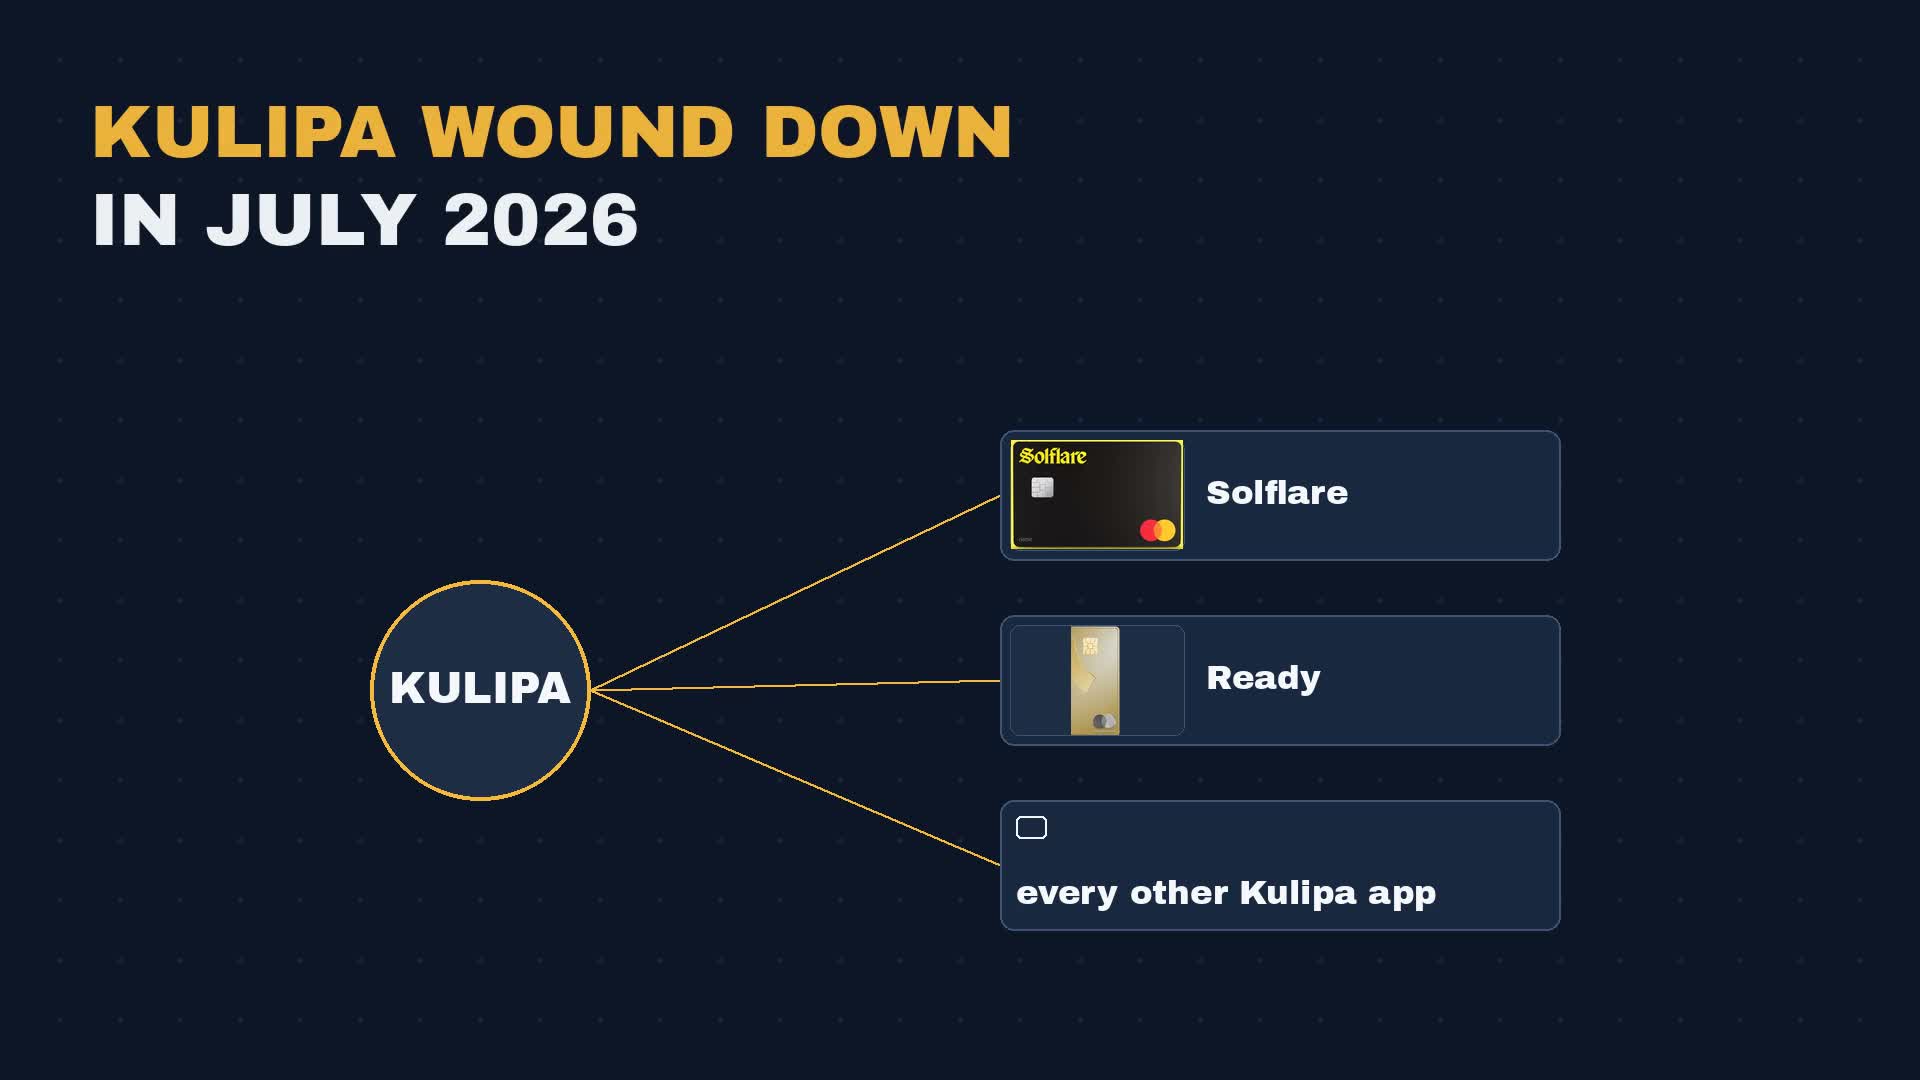 KULIPA WOUND DOWN
IN JULY 2026
Solflare
Solflare
KULIPA
Ready
every other Kulipa app